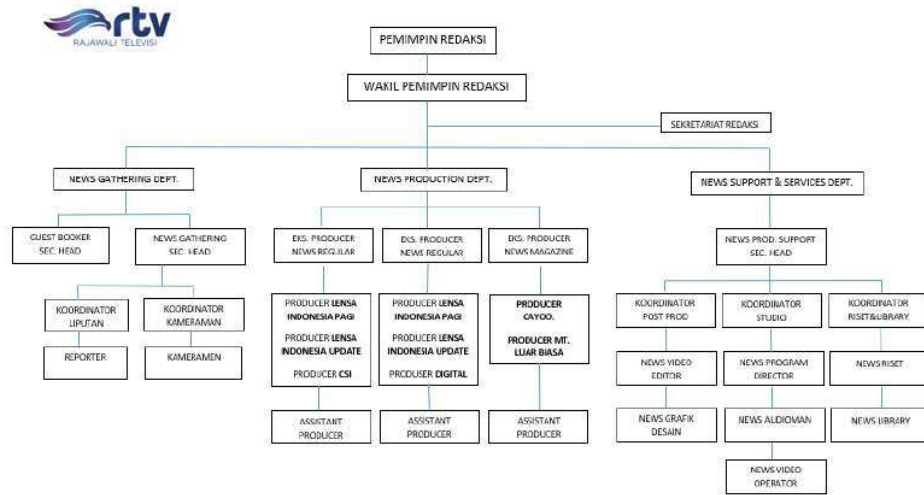 rtv
RAJAWALI TELEVISI
PEMIMPIN REDAKSI
WAKIL PEMIMPIN REDAKSI
SEKRETARIAT REDAKSI
NEWS GATHERING DEPT.
NEWS PRODUCTION DEPT.
NEWS SUPPORT & SERVICES DEPT.
GUEST BOOKER
SEC. HEAD
NEWS GATHERING
SEC. HEAD
EKS. PRODUCER
NEWS REGULAR
EKS. PRODUCER
NEWS REGULAR
EKS. PRODUCER
NEWS MAGAZINE
NEWS PROD. SUPPORT
SEC. HEAD
KOORDINATOR
LIPUTAN
KOORDINATOR
KAMERAMAN
REPORTER
KAMERAMEN
PRODUCER LENSA
INDONESIA PAGI
PRODUCER LENSA
INDONESIA UPDATE
PRODUCER CSI
PRODUCER LENSA
INDONESIA PAGI
PRODUCER LENSA
INDONESIA UPDATE
PRODUSER DIGITAL
PRODUCER
CAYOO.
PRODUCER MT.
LUAR BIASA
ASSISTANT
PRODUCER
ASSISTANT
PRODUCER
ASSISTANT
PRODUCER
KOORDINATOR
POST PROD
KOORDINATOR
STUDIO
KOORDINATOR
RISET&LIBRARY
NEWS VIDEO
EDITOR
NEWS PROGRAM
DIRECTOR
NEWS RISET
NEWS GRAFIK
DESAIN
NEWS AUDIOMAN
NEWS LIBRARY
NEWS VIDEO
OPERATOR